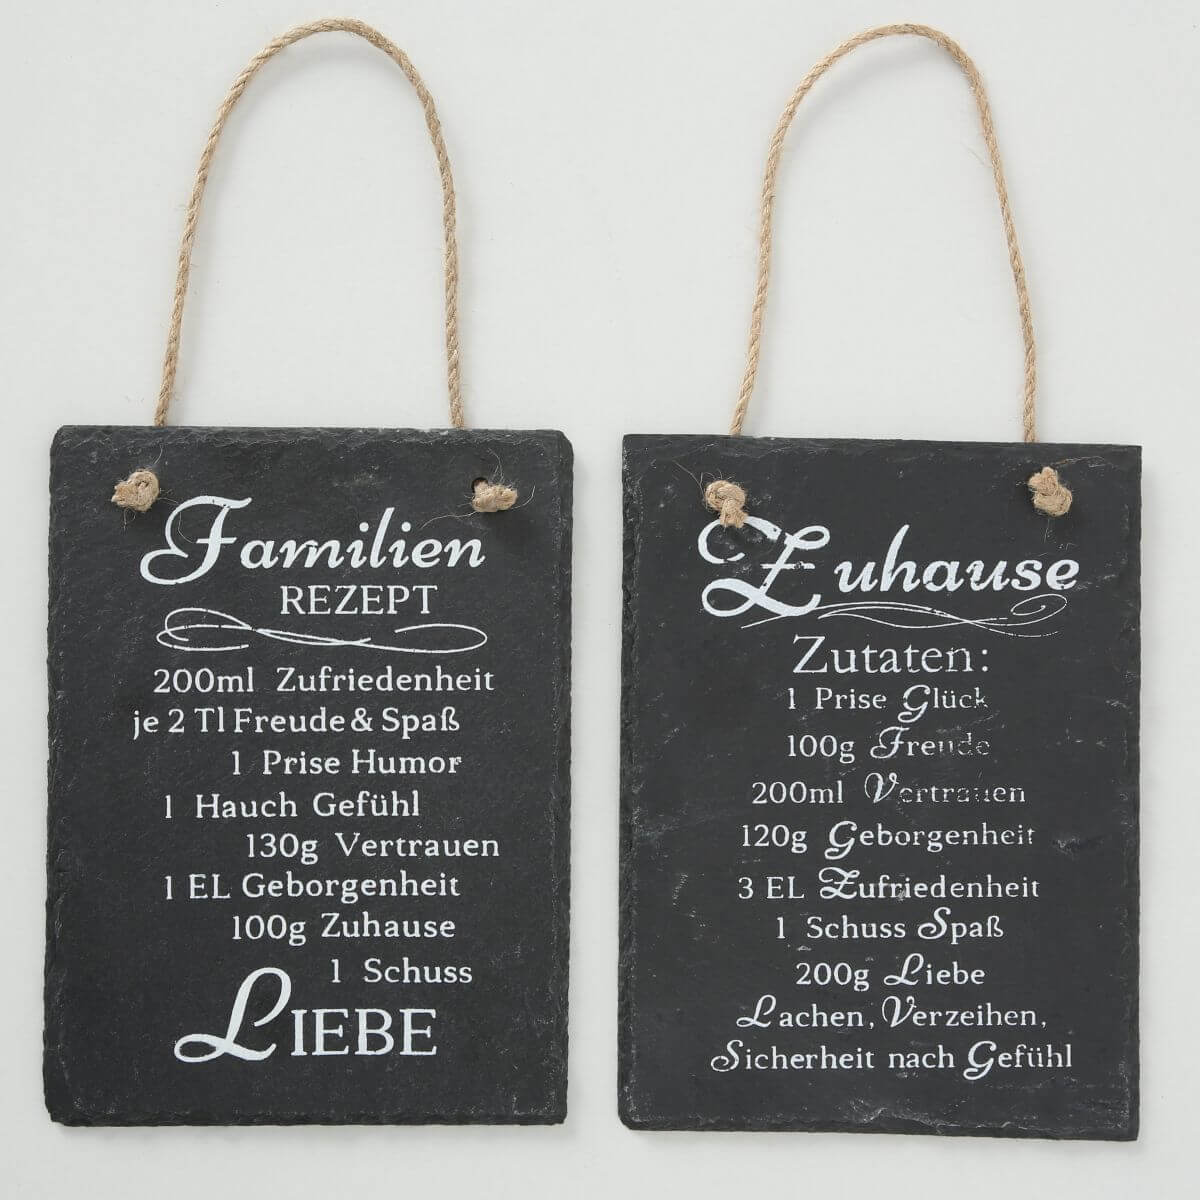 Familien
REZEPT
200ml Zufriedenheit
je 2 Tl Freude & Spaß
1 Prise Humor
1 Hauch Gefühl
130g Vertrauen
1 EL Geborgenheit
100g Zuhause
1 Schuss
LIEBE
Zuhause
Zutaten:
1 Prise Glück
100g Freude
200ml Vertrauen
120g Geborgenheit
3 EL Zufriedenheit
1 Schuss Spaß
200g Liebe
Lachen, Verzeihen,
Sicherheit nach Gefühl